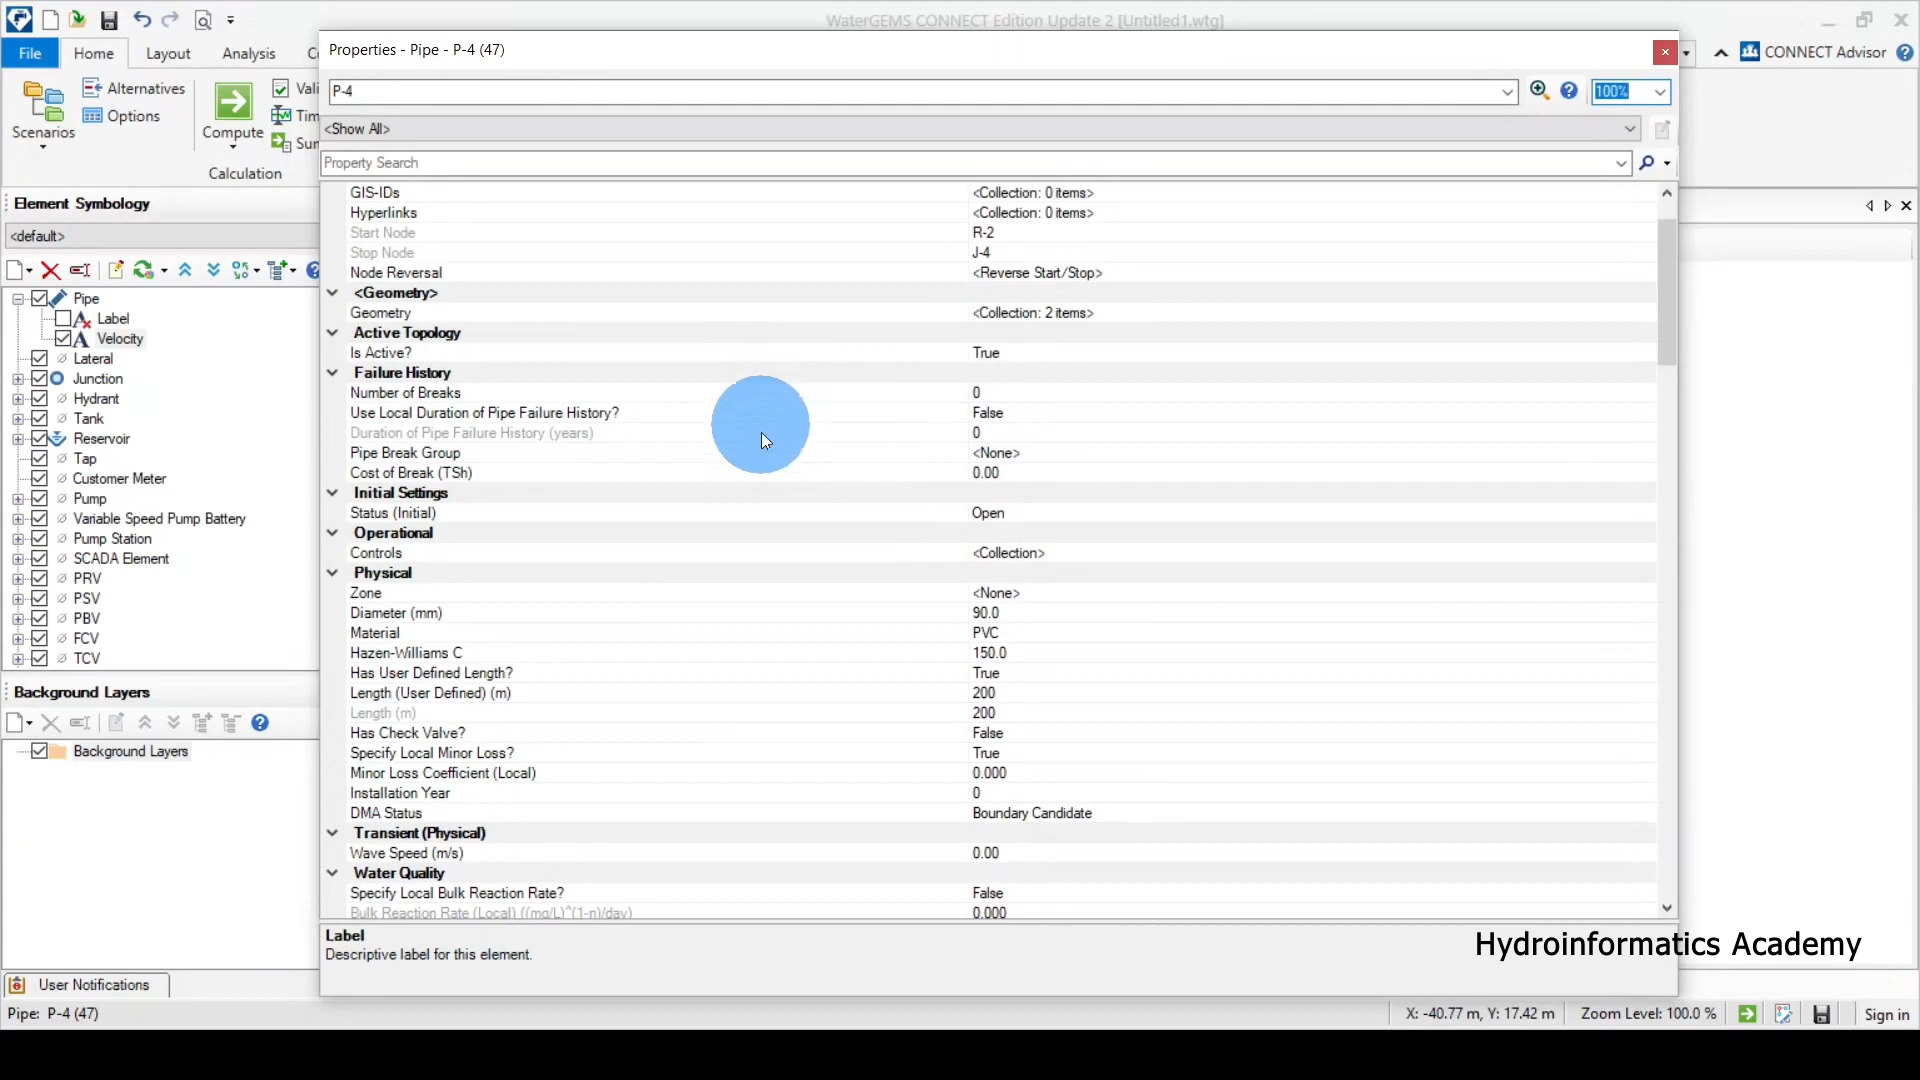 WaterGEMS CONNECT Edition Update 2 [Untitled1.wtg]
File Home Layout Analysis
CONNECT Advisor
Scenarios
Alternatives
Options
Compute
Calculation
Properties - Pipe - P-4 (47)
P-4
100%
<Show All>
Property Search
Element Symbology
<default>
Pipe
Label
Velocity
Lateral
Junction
Hydrant
Tank
Reservoir
Tap
Customer Meter
Pump
Variable Speed Pump Battery
Pump Station
SCADA Element
PRV
PSV
PBV
FCV
TCV
Background Layers
Background Layers
GIS-IDs <Collection: 0 items>
Hyperlinks <Collection: 0 items>
Start Node R-2
Stop Node J-4
Node Reversal <Reverse Start/Stop>
<Geometry>
Geometry <Collection: 2 items>
Active Topology
Is Active? True
Failure History
Number of Breaks 0
Use Local Duration of Pipe Failure History? False
Duration of Pipe Failure History (years) 0
Pipe Break Group <None>
Cost of Break (TSh) 0.00
Initial Settings
Status (Initial) Open
Operational
Controls <Collection>
Physical
Zone <None>
Diameter (mm) 90.0
Material PVC
Hazen-Williams C 150.0
Has User Defined Length? True
Length (User Defined) (m) 200
Length (m) 200
Has Check Valve? False
Specify Local Minor Loss? True
Minor Loss Coefficient (Local) 0.000
Installation Year 0
DMA Status Boundary Candidate
Transient (Physical)
Wave Speed (m/s) 0.00
Water Quality
Specify Local Bulk Reaction Rate? False
Bulk Reaction Rate (Local) ((mg/L)^(1-n)/day) 0.000
Label
Descriptive label for this element.
Hydroinformatics Academy
User Notifications
Pipe: P-4 (47)
X: -40.77 m, Y: 17.42 m
Zoom Level: 100.0 %
Sign in